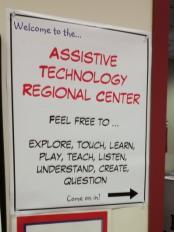 Welcome to the...
ASSISTIVE
TECHNOLOGY
REGIONAL CENTER
FEEL FREE TO ...
EXPLORE, TOUCH, LEARN,
PLAY, TEACH, LISTEN,
UNDERSTAND, CREATE,
QUESTION
Come on in!